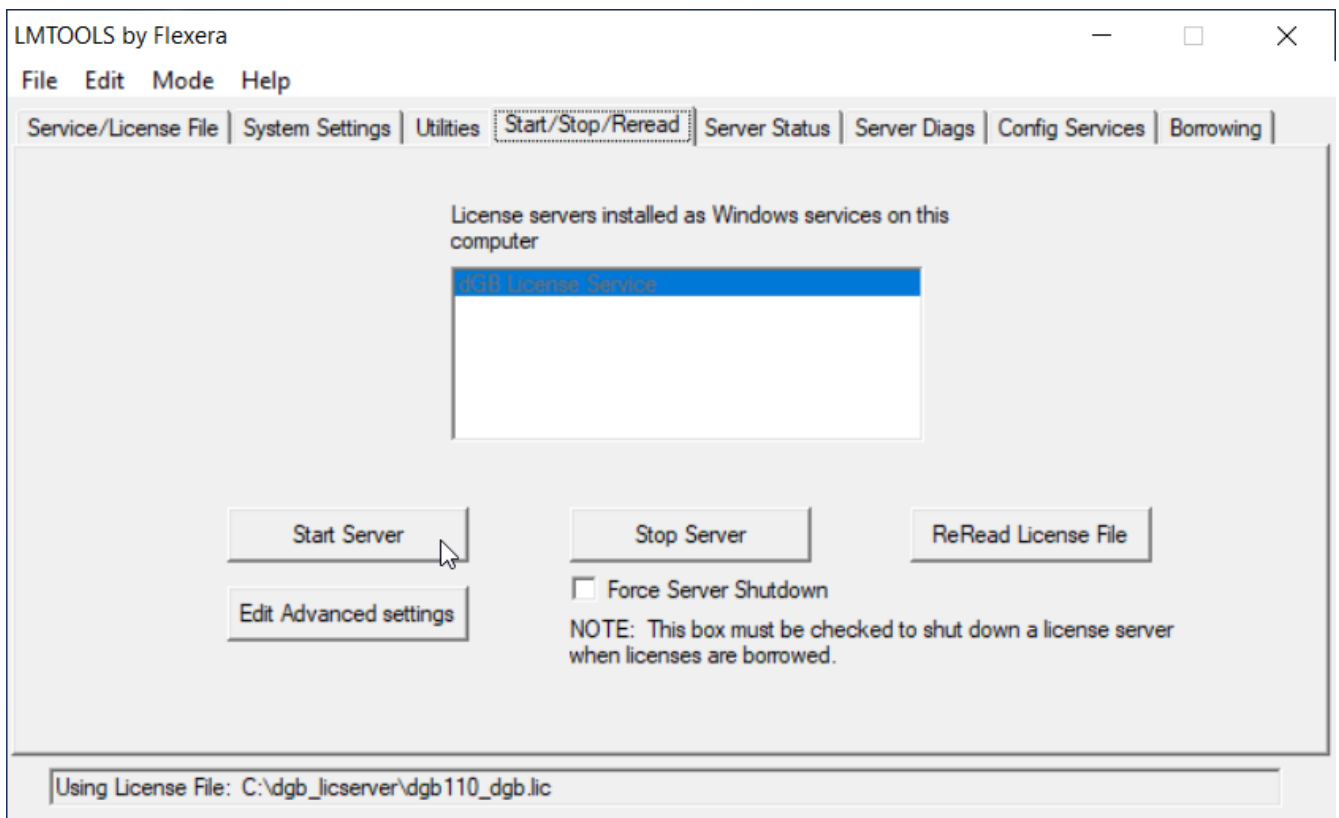 LMTOOLS by Flexera
File Edit Mode Help
Service/License File System Settings Utilities Start/Stop/Reread Server Status Server Diags Config Services Borrowing
License servers installed as Windows services on this
computer
dGB License Service
Start Server Stop Server ReRead License File
Edit Advanced settings
Force Server Shutdown
NOTE: This box must be checked to shut down a license server
when licenses are borrowed.
Using License File: C:\dgb_licserver\dgb110_dgb.lic